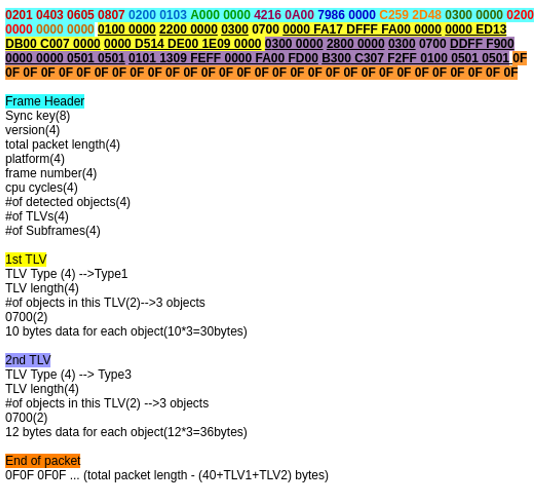 0201 0403 0605 0807 0200 0103 A000 0000 4216 0A00 7986 0000 C259 2D48 0300 0000 0200
0000 0000 0000 0100 0000 2200 0000 0300 0700 0000 FA17 DFFF FA00 0000 0000 ED13
DB00 C007 0000 0000 D514 DE00 1E09 0000 0300 0000 2800 0000 0300 0700 DDFF F900
0000 0000 0501 0501 0101 1309 FEFF 0000 FA00 FD00 B300 C307 F2FF 0100 0501 0501 0F
0F 0F 0F 0F 0F 0F 0F 0F 0F 0F 0F 0F 0F 0F 0F 0F 0F 0F 0F 0F 0F 0F 0F 0F 0F 0F 0F 0F 0F
Frame Header
Sync key(8)
version(4)
total packet length(4)
platform(4)
frame number(4)
cpu cycles(4)
#of detected objects(4)
#of TLVs(4)
#of Subframes(4)
1st TLV
TLV Type (4) -->Type1
TLV length(4)
#of objects in this TLV(2)-->3 objects
0700(2)
10 bytes data for each object(10*3=30bytes)
2nd TLV
TLV Type (4) --> Type3
TLV length(4)
#of objects in this TLV(2) -->3 objects
0700(2)
12 bytes data for each object(12*3=36bytes)
End of packet
0F0F 0F0F ... (total packet length - (40+TLV1+TLV2) bytes)